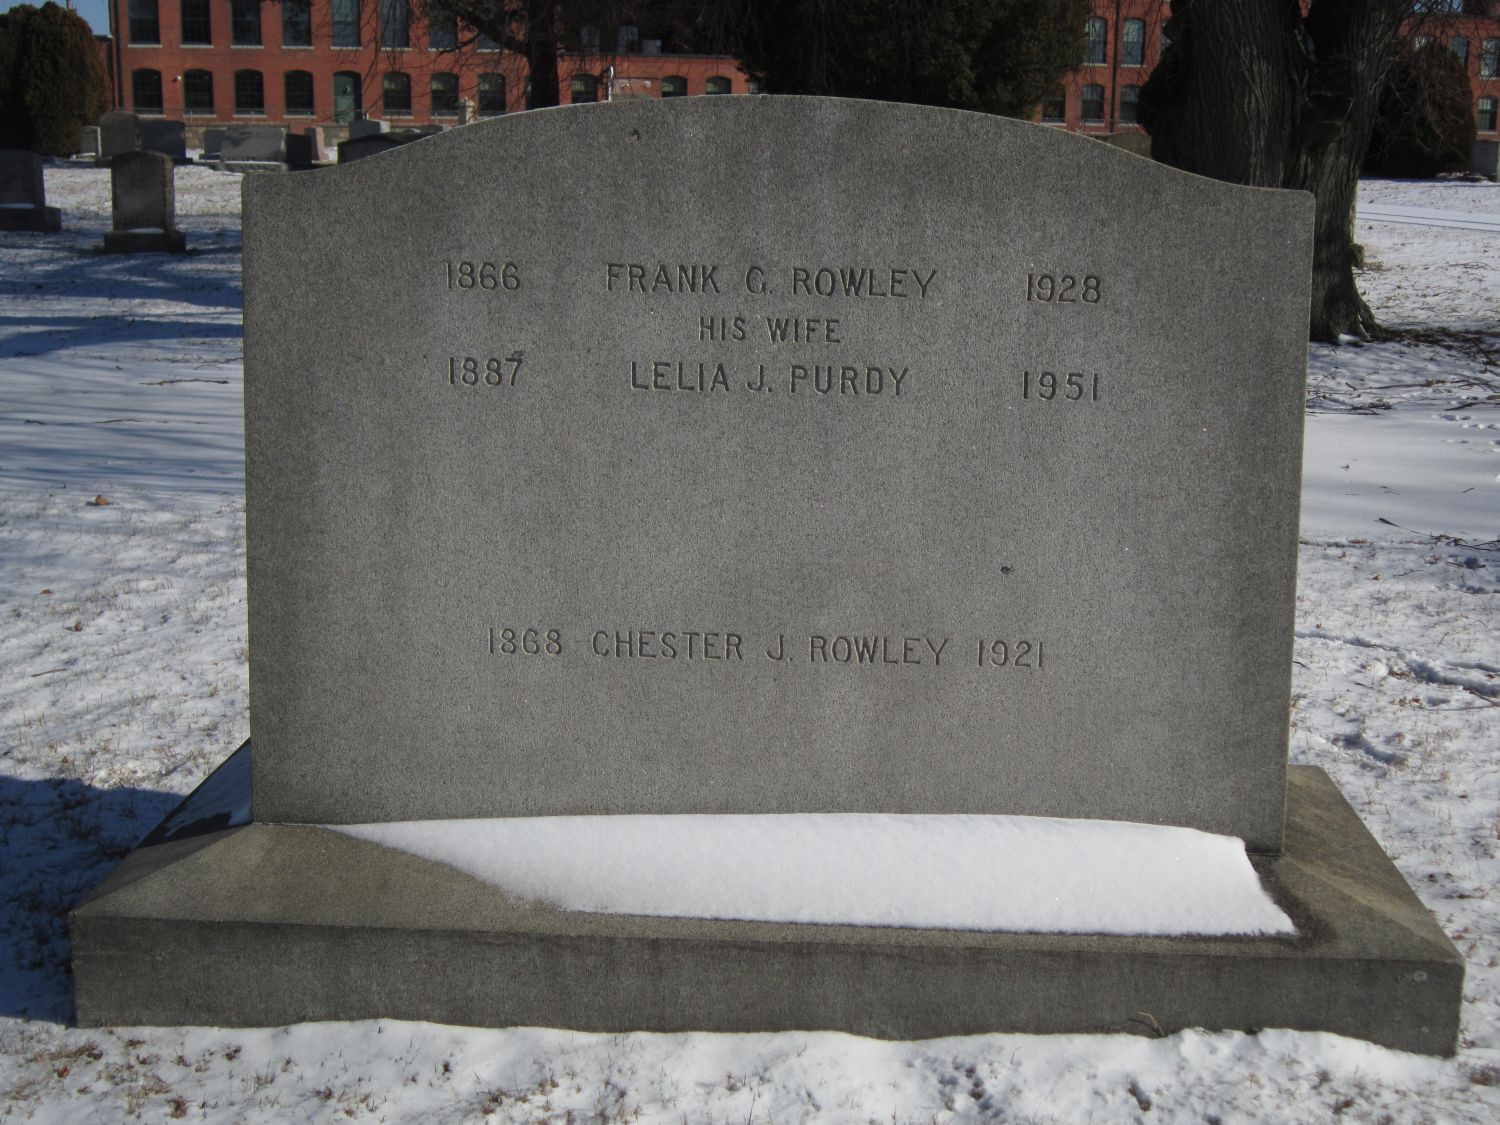 1866 FRANK G. ROWLEY 1928
HIS WIFE
1887 LELIA J. PURDY 1951
1868 CHESTER J. ROWLEY 1921